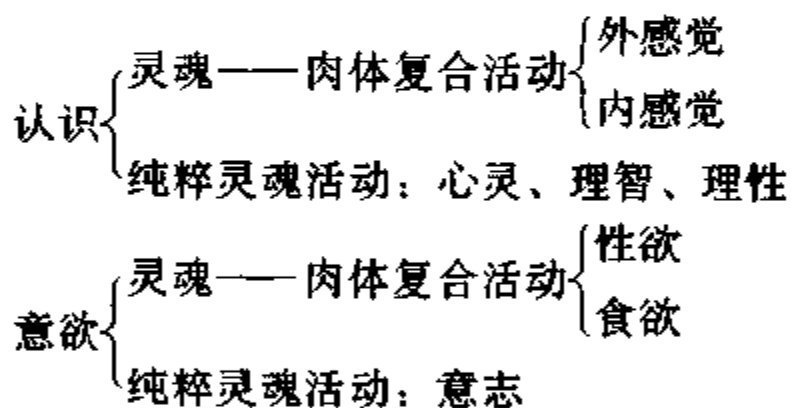 外感觉
灵魂——肉体复合活动
内感觉
认识
纯粹灵魂活动：心灵、理智、理性
性欲
灵魂——肉体复合活动
食欲
意欲
纯粹灵魂活动：意志